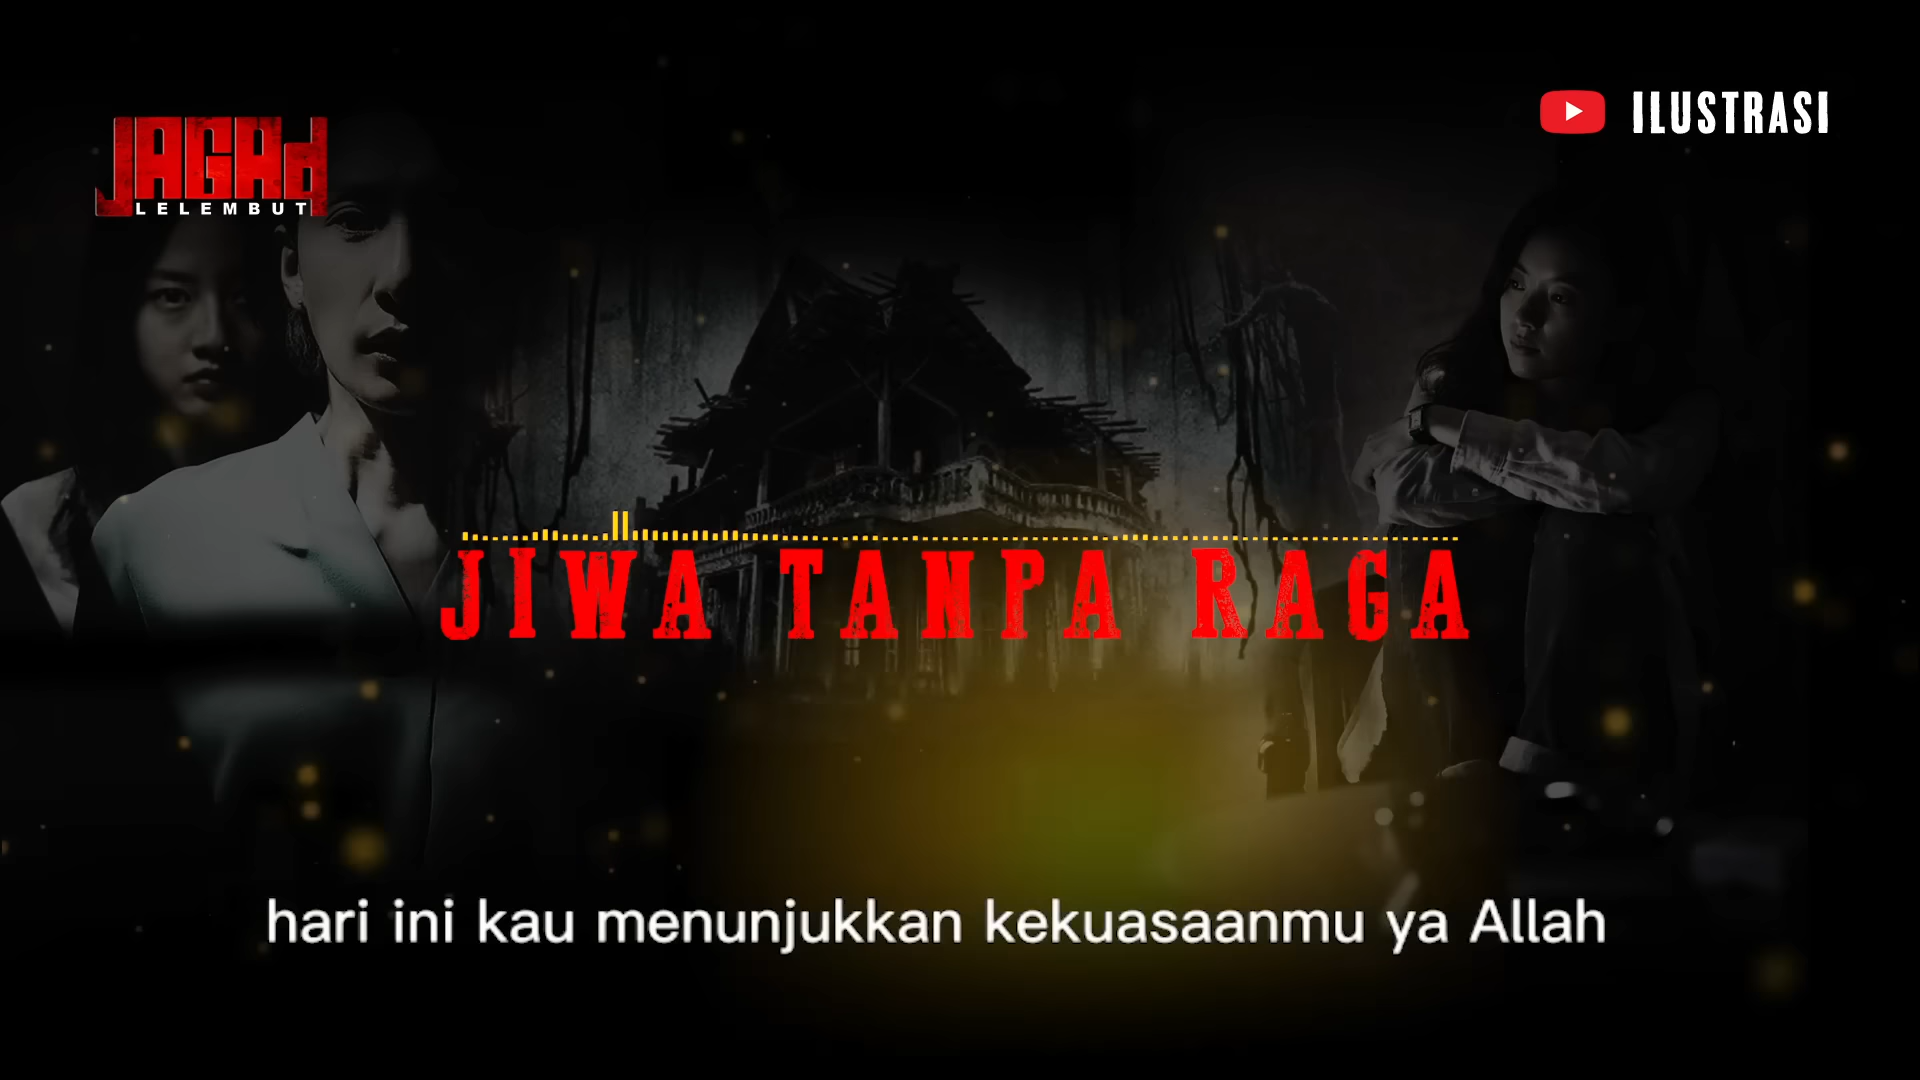 JAGAd
LELEMBUT
ILUSTRASI
JIWA TANPA RAGA
hari ini kau menunjukkan kekuasaanmu ya Allah